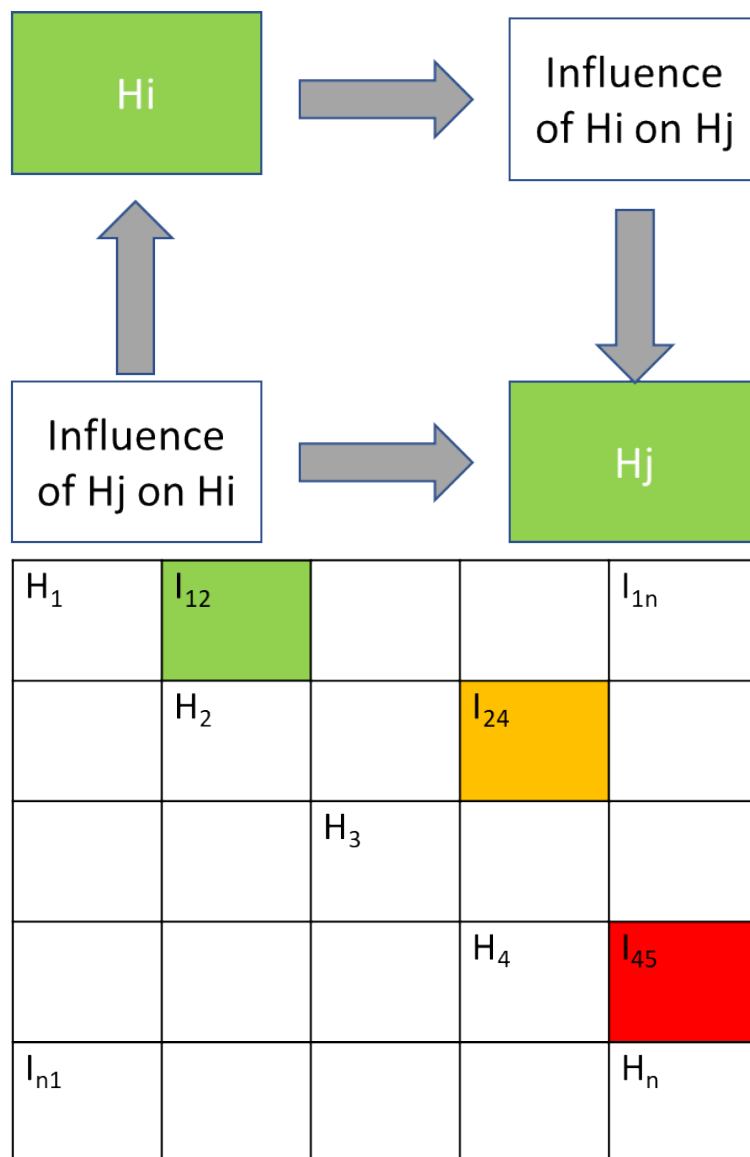 Hi
Influence
of Hi on Hj
Influence
of Hj on Hi
Hj
H₁ I₁₂ I₁ₙ
H₂ I₂₄
H₃
H₄ I₄₅
Iₙ₁ Hₙ